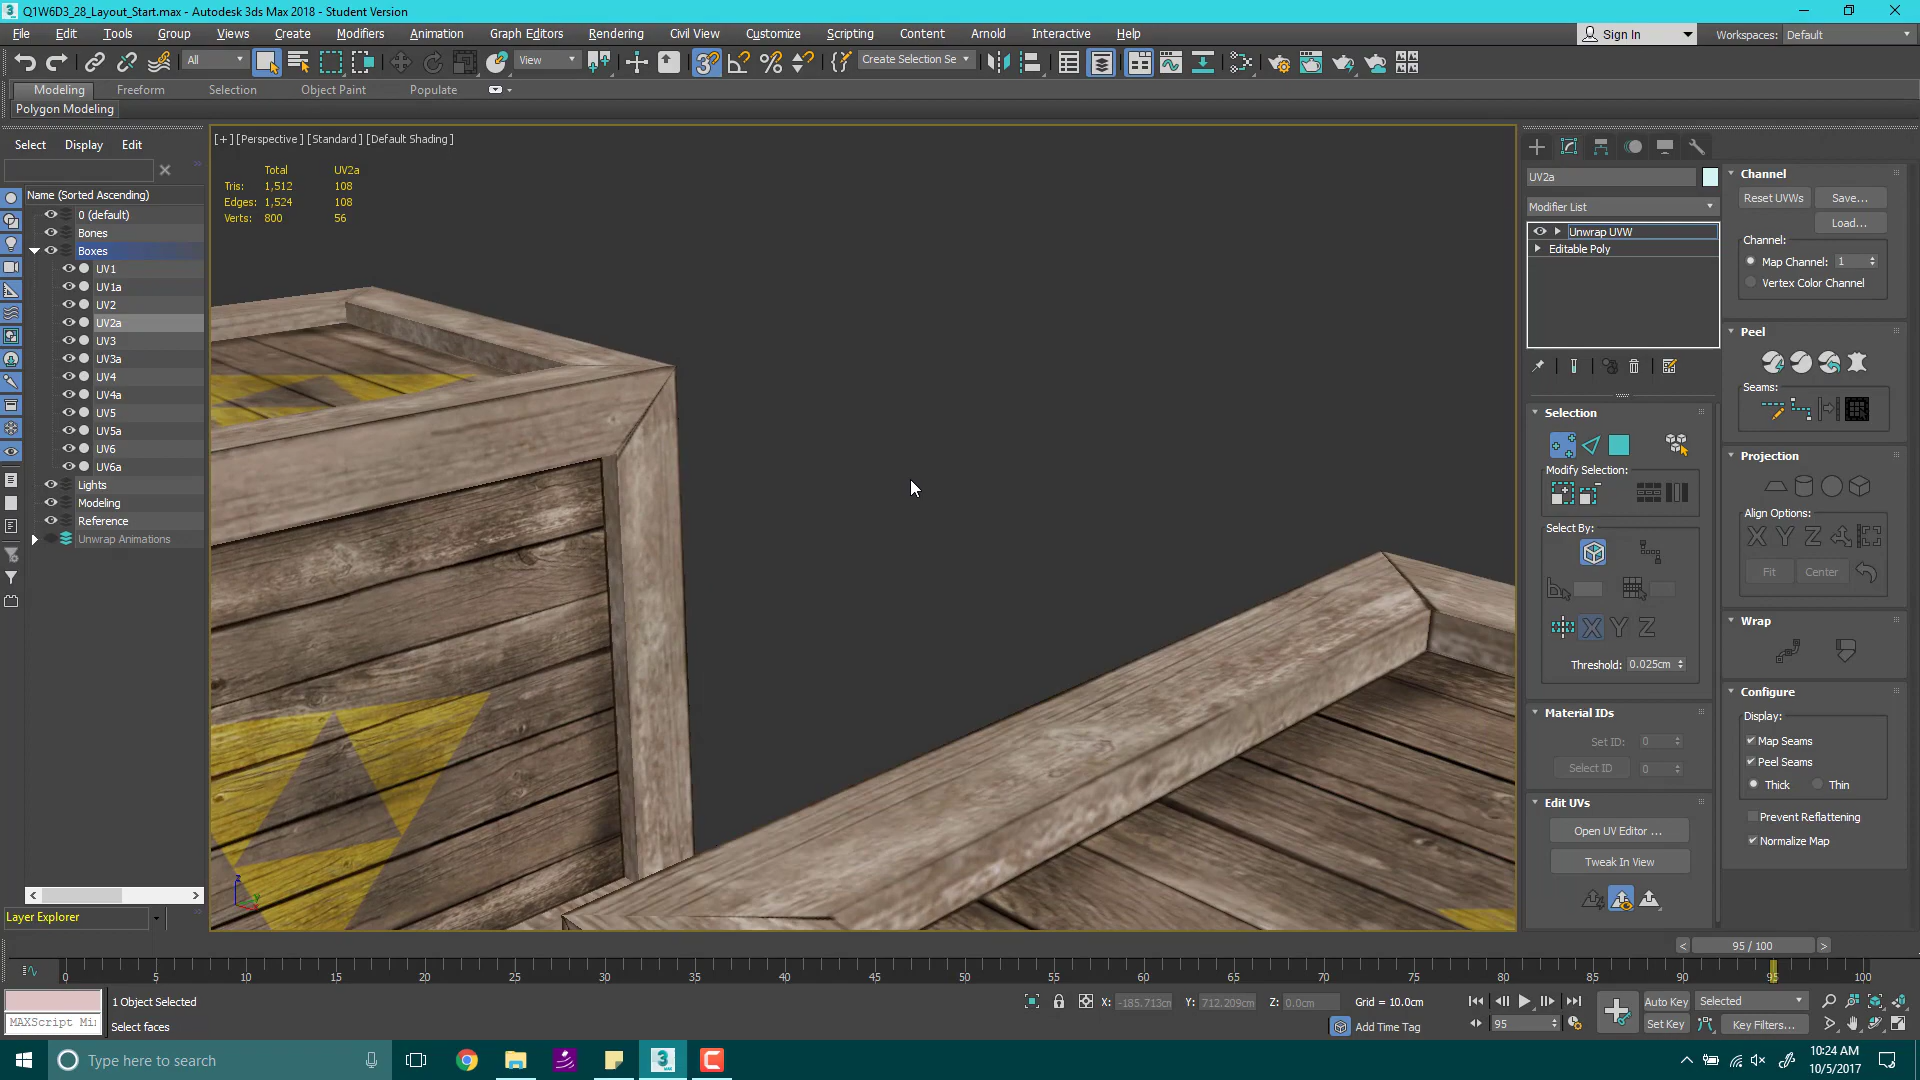 Q1W6D3_28_Layout_Start.max - Autodesk 3ds Max 2018 - Student Version
File Edit Tools Group Views Create Modifiers Animation Graph Editors Rendering Civil View Customize Scripting Content Arnold Interactive Help
Sign In
Workspaces: Default
All
View
Create Selection Se
Modeling Freeform Selection Object Paint Populate
Polygon Modeling
Select Display Edit
Name (Sorted Ascending)
0 (default)
Bones
Boxes
UV1
UV1a
UV2
UV2a
UV3
UV3a
UV4
UV4a
UV5
UV5a
UV6
UV6a
Lights
Modeling
Reference
Unwrap Animations
Layer Explorer
[+] [Perspective] [Standard] [Default Shading]
Total UV2a
Tris: 1,512 108
Edges: 1,524 108
Verts: 800 56
UV2a
Modifier List
Unwrap UVW
Editable Poly
Selection
Modify Selection:
Select By:
X Y Z
Threshold: 0.025cm
Material IDs
Set ID: 0
Select ID 0
Edit UVs
Open UV Editor ...
Tweak In View
Channel
Reset UVWs Save...
Load...
Channel:
Map Channel: 1
Vertex Color Channel
Peel
Seams:
Projection
Align Options:
X Y Z
Fit Center
Wrap
Configure
Display:
Map Seams
Peel Seams
Thick Thin
Prevent Reflattening
Normalize Map
95 / 100
0 5 10 15 20 25 30 35 40 45 50 55 60 65 70 75 80 85 90 95 100
1 Object Selected
MAXScript Mi
Select faces
X: -185.713cm Y: 712.209cm Z: 0.0cm Grid = 10.0cm
Add Time Tag
95
Auto Key Selected
Set Key Key Filters...
Type here to search
10:24 AM
10/5/2017